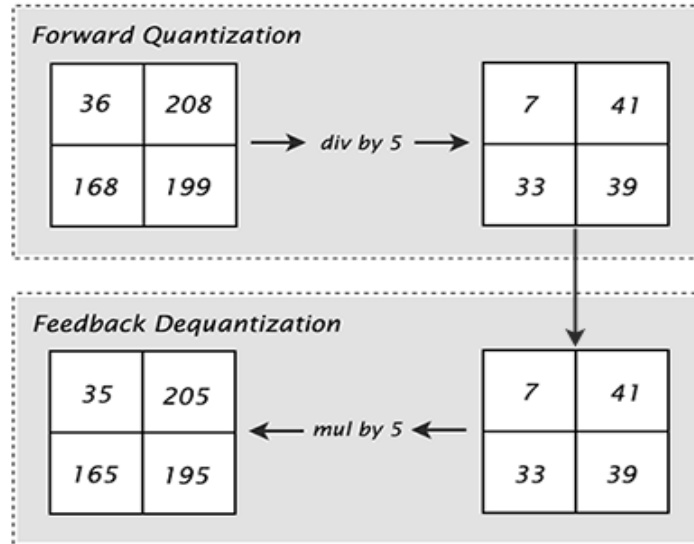 Forward Quantization
36 208
div by 5
7 41
168 199
33 39
Feedback Dequantization
35 205
mul by 5
7 41
165 195
33 39